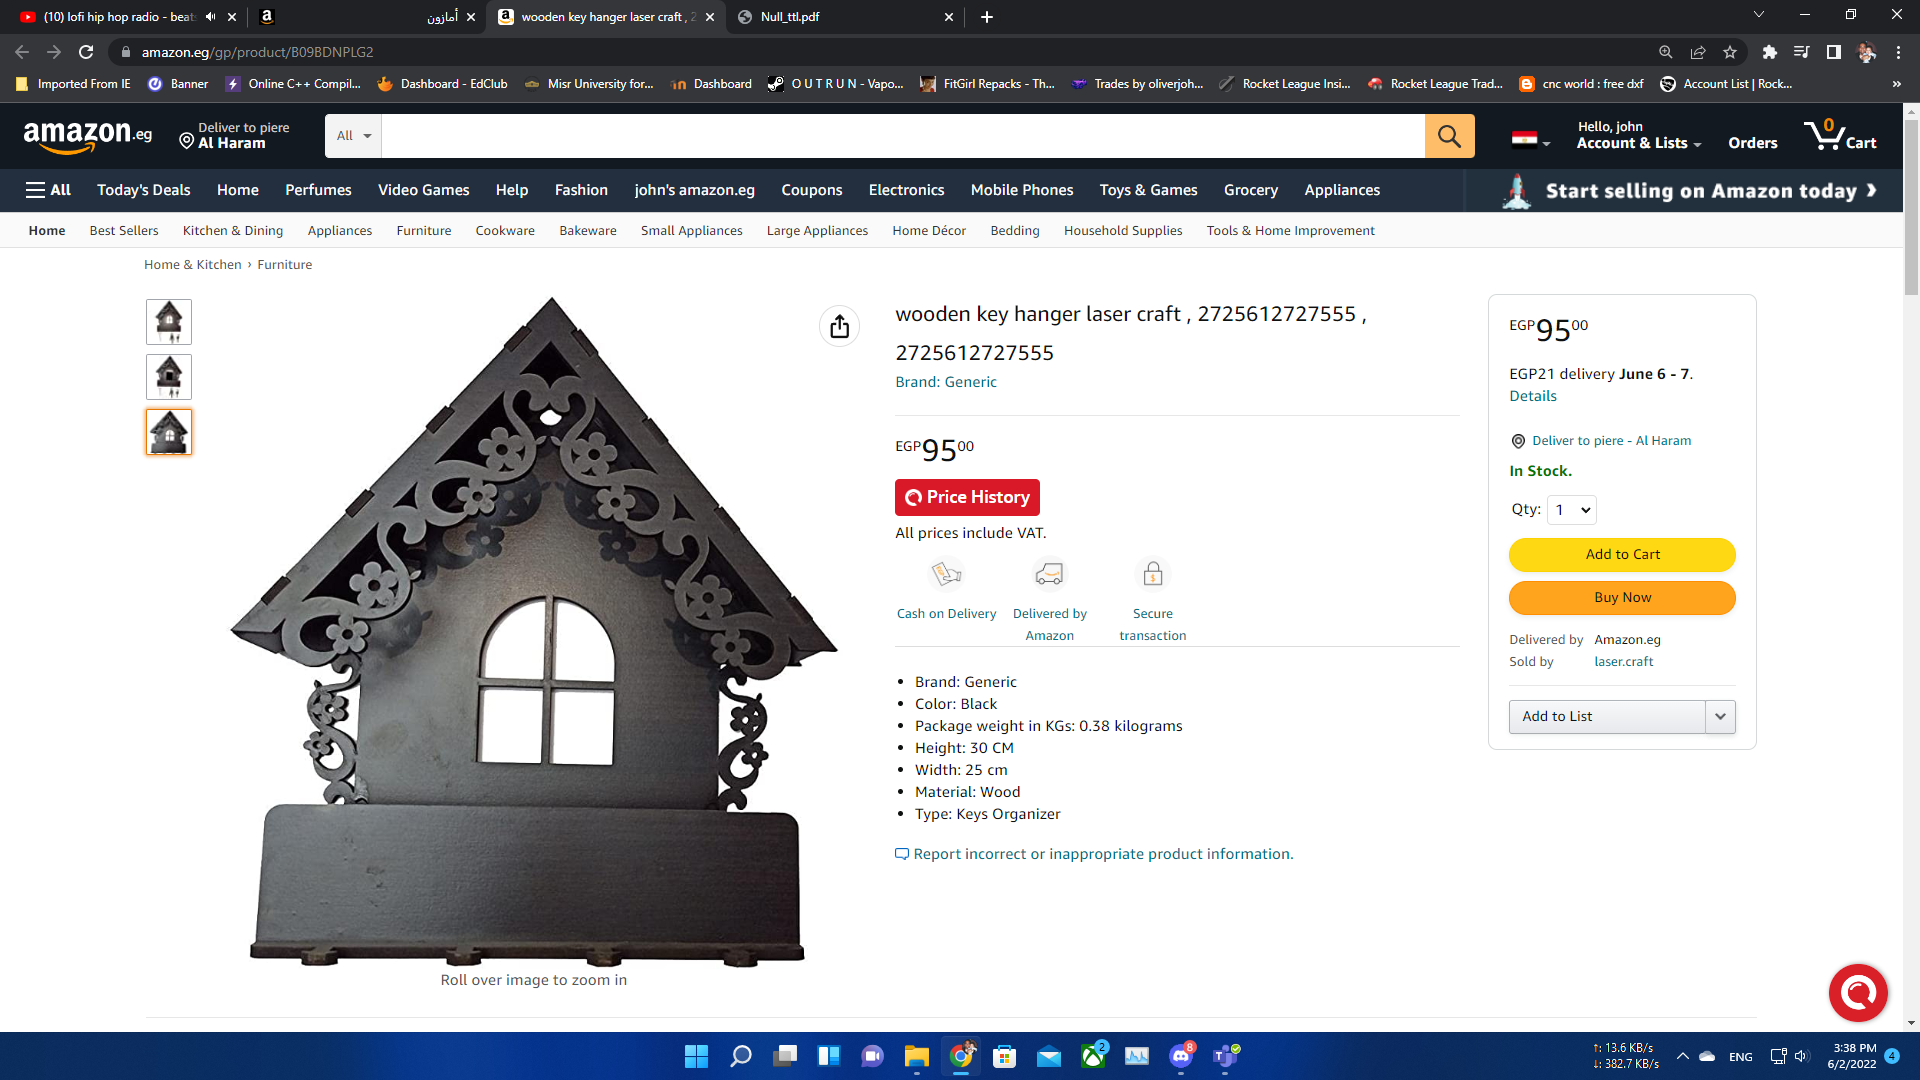 (10) lofi hip hop radio - beat
أمازون
wooden key hanger laser craft , 2
Null_ttl.pdf
amazon.eg/gp/product/B09BDNPLG2
Imported From IE
Banner
Online C++ Compil...
Dashboard - EdClub
Misr University for...
Dashboard
O U T R U N - Vapo...
FitGirl Repacks - Th...
Trades by oliverjoh...
Rocket League Insi...
Rocket League Trad...
cnc world : free dxf
Account List | Rock...
amazon.eg
Deliver to piere
Al Haram
All
Hello, john
Account & Lists
Orders
0
Cart
All
Today's Deals
Home
Perfumes
Video Games
Help
Fashion
john's amazon.eg
Coupons
Electronics
Mobile Phones
Toys & Games
Grocery
Appliances
Start selling on Amazon today ❯
Home
Best Sellers
Kitchen & Dining
Appliances
Furniture
Cookware
Bakeware
Small Appliances
Large Appliances
Home Décor
Bedding
Household Supplies
Tools & Home Improvement
Home & Kitchen › Furniture
wooden key hanger laser craft , 2725612727555 ,
2725612727555
Brand: Generic
EGP9500
Price History
All prices include VAT.
Cash on Delivery
Delivered by
Amazon
Secure
transaction
• Brand: Generic
• Color: Black
• Package weight in KGs: 0.38 kilograms
• Height: 30 CM
• Width: 25 cm
• Material: Wood
• Type: Keys Organizer
Report incorrect or inappropriate product information.
Roll over image to zoom in
EGP9500
EGP21 delivery June 6 - 7.
Details
Deliver to piere - Al Haram
In Stock.
Qty: 1
Add to Cart
Buy Now
Delivered by Amazon.eg
Sold by laser.craft
Add to List
2
8
↑: 13.6 KB/s
↓: 382.7 KB/s
ENG
3:38 PM
6/2/2022
4